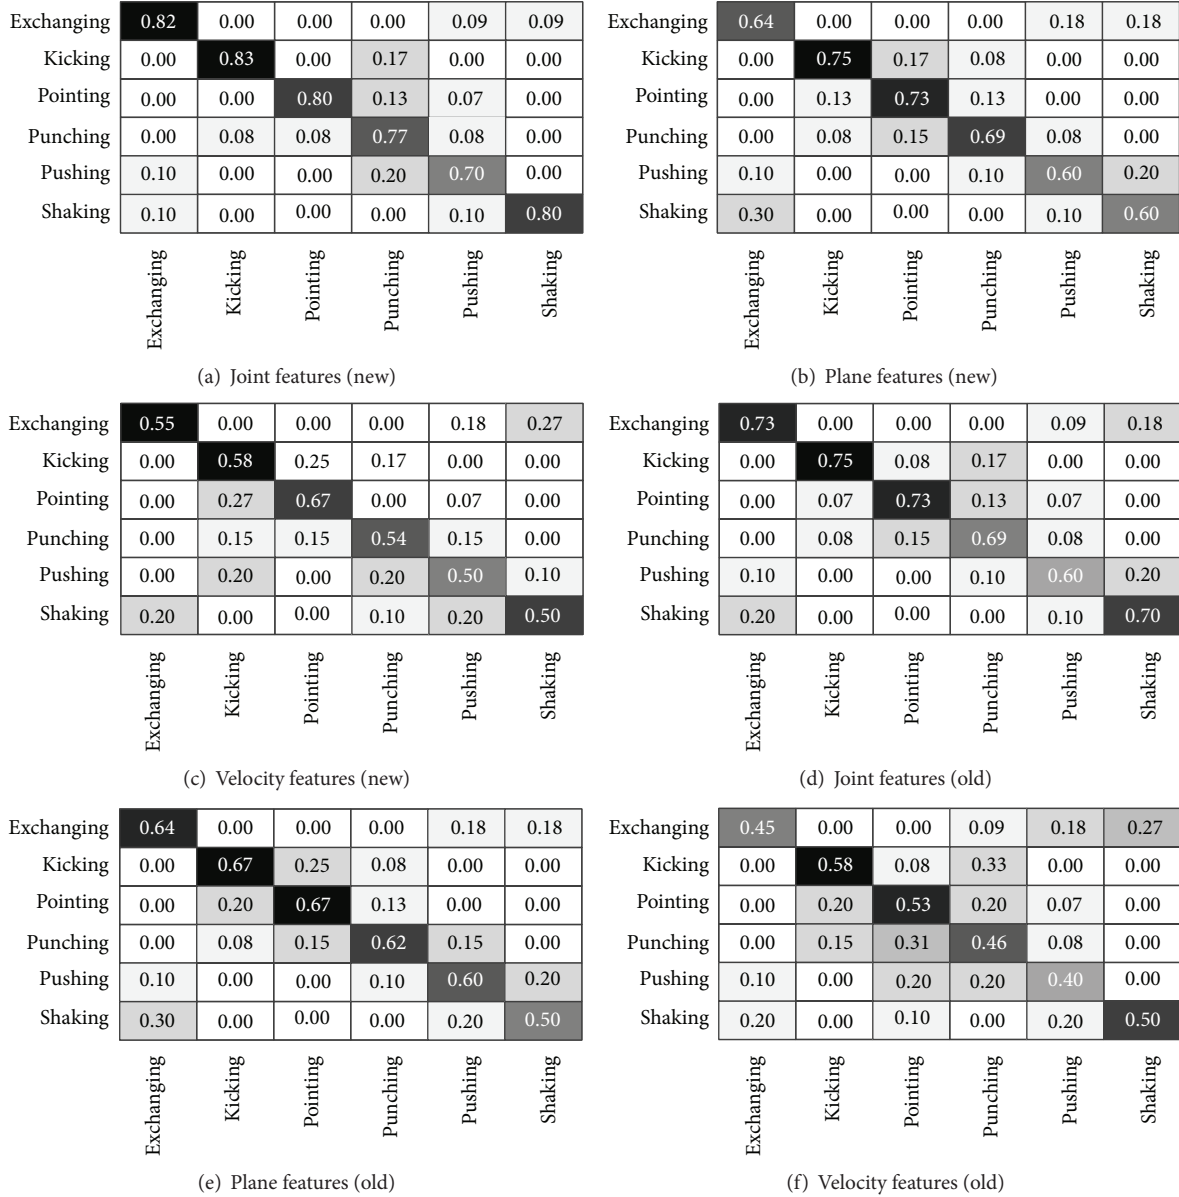 Exchanging 0.82 0.00 0.00 0.00 0.09 0.09
Kicking 0.00 0.83 0.00 0.17 0.00 0.00
Pointing 0.00 0.00 0.80 0.13 0.07 0.00
Punching 0.00 0.08 0.08 0.77 0.08 0.00
Pushing 0.10 0.00 0.00 0.20 0.70 0.00
Shaking 0.10 0.00 0.00 0.00 0.10 0.80
Exchanging Kicking Pointing Punching Pushing Shaking
(a) Joint features (new)
Exchanging 0.64 0.00 0.00 0.00 0.18 0.18
Kicking 0.00 0.75 0.17 0.08 0.00 0.00
Pointing 0.00 0.13 0.73 0.13 0.00 0.00
Punching 0.00 0.08 0.15 0.69 0.08 0.00
Pushing 0.10 0.00 0.00 0.10 0.60 0.20
Shaking 0.30 0.00 0.00 0.00 0.10 0.60
Exchanging Kicking Pointing Punching Pushing Shaking
(b) Plane features (new)
Exchanging 0.55 0.00 0.00 0.00 0.18 0.27
Kicking 0.00 0.58 0.25 0.17 0.00 0.00
Pointing 0.00 0.27 0.67 0.00 0.07 0.00
Punching 0.00 0.15 0.15 0.54 0.15 0.00
Pushing 0.00 0.20 0.00 0.20 0.50 0.10
Shaking 0.20 0.00 0.00 0.10 0.20 0.50
Exchanging Kicking Pointing Punching Pushing Shaking
(c) Velocity features (new)
Exchanging 0.73 0.00 0.00 0.00 0.09 0.18
Kicking 0.00 0.75 0.08 0.17 0.00 0.00
Pointing 0.00 0.07 0.73 0.13 0.07 0.00
Punching 0.00 0.08 0.15 0.69 0.08 0.00
Pushing 0.10 0.00 0.00 0.10 0.60 0.20
Shaking 0.20 0.00 0.00 0.00 0.10 0.70
Exchanging Kicking Pointing Punching Pushing Shaking
(d) Joint features (old)
Exchanging 0.64 0.00 0.00 0.00 0.18 0.18
Kicking 0.00 0.67 0.25 0.08 0.00 0.00
Pointing 0.00 0.20 0.67 0.13 0.00 0.00
Punching 0.00 0.08 0.15 0.62 0.15 0.00
Pushing 0.10 0.00 0.00 0.10 0.60 0.20
Shaking 0.30 0.00 0.00 0.00 0.20 0.50
Exchanging Kicking Pointing Punching Pushing Shaking
(e) Plane features (old)
Exchanging 0.45 0.00 0.00 0.09 0.18 0.27
Kicking 0.00 0.58 0.08 0.33 0.00 0.00
Pointing 0.00 0.20 0.53 0.20 0.07 0.00
Punching 0.00 0.15 0.31 0.46 0.08 0.00
Pushing 0.10 0.00 0.20 0.20 0.40 0.00
Shaking 0.20 0.00 0.10 0.00 0.20 0.50
Exchanging Kicking Pointing Punching Pushing Shaking
(f) Velocity features (old)